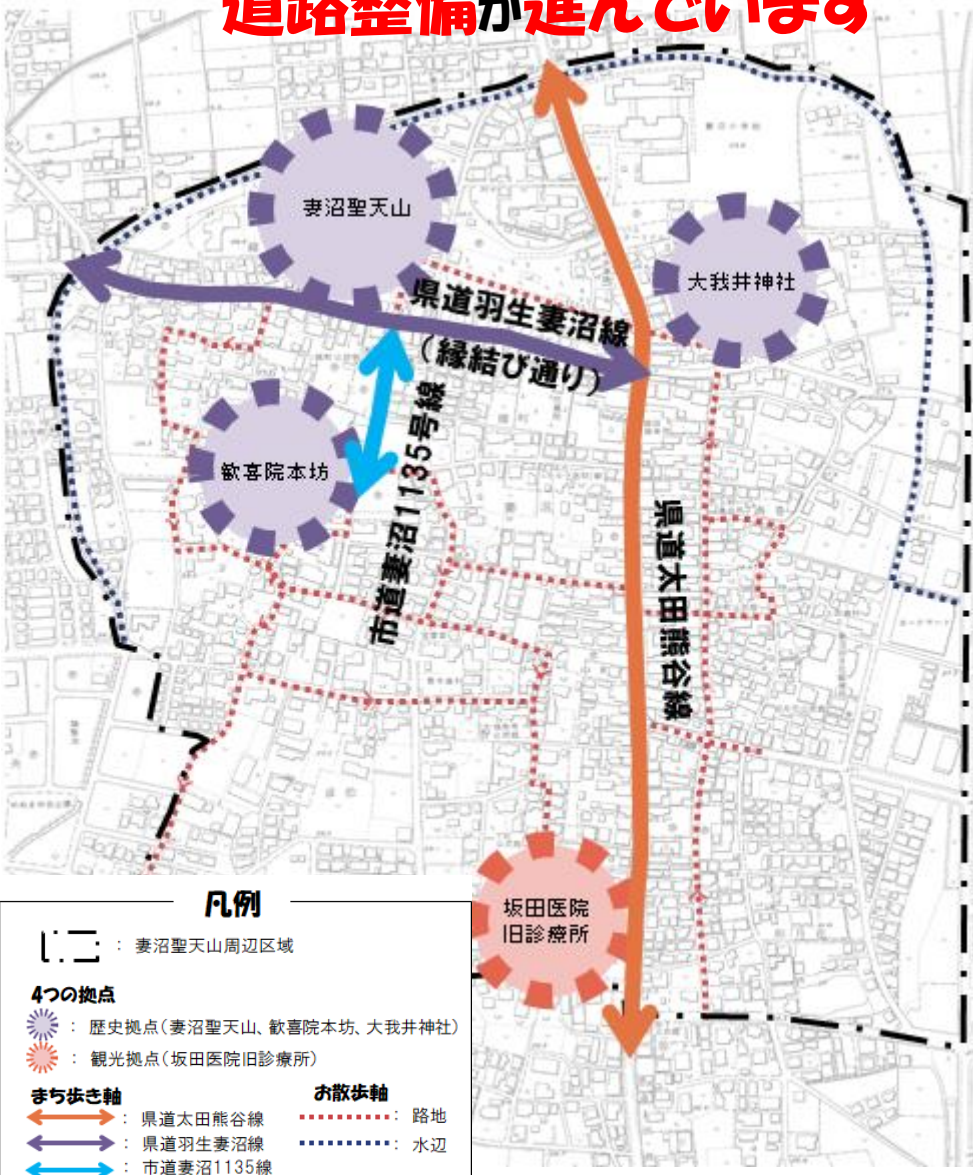 道路整備が進んでいます
妻沼聖天山
大我井神社
県道羽生妻沼線
（縁結び通り）
歓喜院本坊
市道妻沼1135号線
県道太田熊谷線
坂田医院
旧診療所
凡例
：妻沼聖天山周辺区域
4つの拠点
：歴史拠点（妻沼聖天山、歓喜院本坊、大我井神社）
：観光拠点（坂田医院旧診療所）
まち歩き軸
お散歩軸
：県道太田熊谷線
：路地
：県道羽生妻沼線
：水辺
：市道妻沼1135線